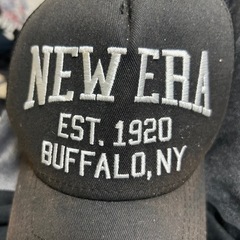 NEW ERA
EST. 1920
BUFFALO, NY